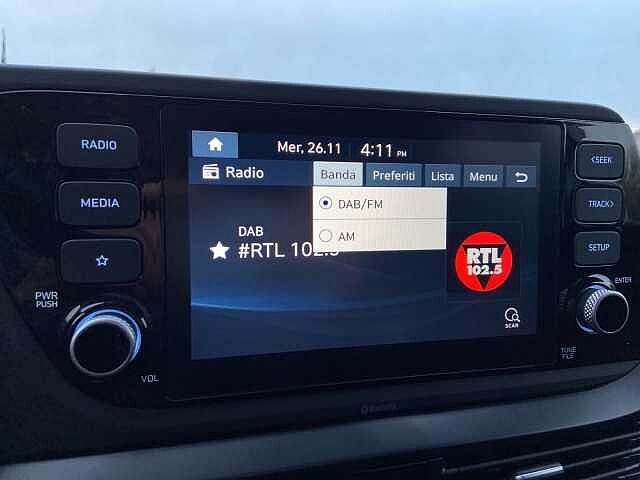 Mer, 26.11 4:11 PM
RADIO
<SEEK
Radio Banda Preferiti Lista Menu
MEDIA
DAB/FM
TRACK>
AM
DAB
#RTL 102.5
SETUP
RTL
102.5
PWR
PUSH
ENTER
SCAN
VOL
TUNE
FILE